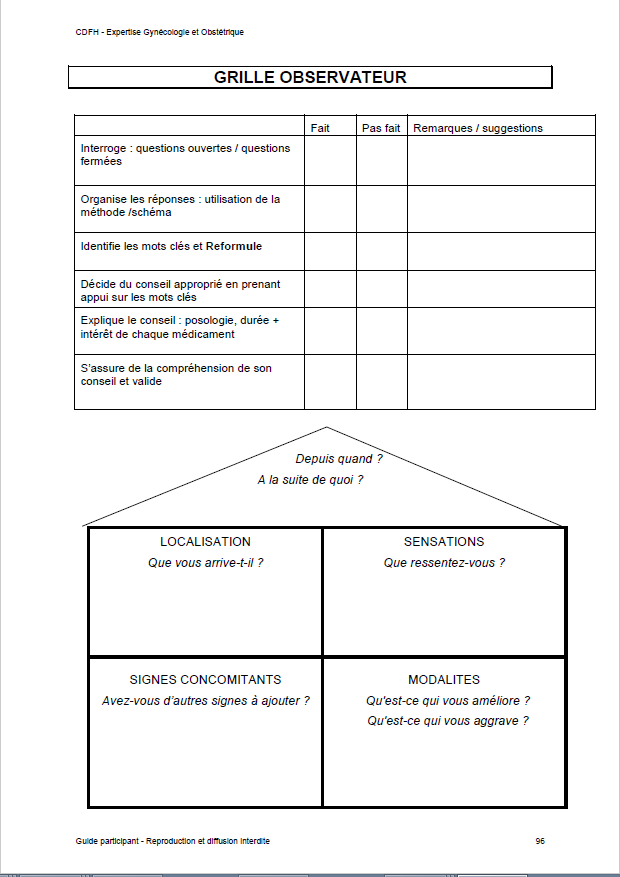 CDFH - Expertise Gynécologie et Obstétrique
GRILLE OBSERVATEUR
Fait
Pas fait
Remarques / suggestions
Interroge : questions ouvertes / questions
fermées
Organise les réponses : utilisation de la
méthode /schéma
Identifie les mots clés et Reformule
Décide du conseil approprié en prenant
appui sur les mots clés
Explique le conseil : posologie, durée +
intérêt de chaque médicament
S'assure de la compréhension de son
conseil et valide
Depuis quand ?
A la suite de quoi ?
LOCALISATION
Que vous arrive-t-il ?
SENSATIONS
Que ressentez-vous ?
SIGNES CONCOMITANTS
Avez-vous d'autres signes à ajouter ?
MODALITES
Qu'est-ce qui vous améliore ?
Qu'est-ce qui vous aggrave ?
Guide participant - Reproduction et diffusion interdite
96